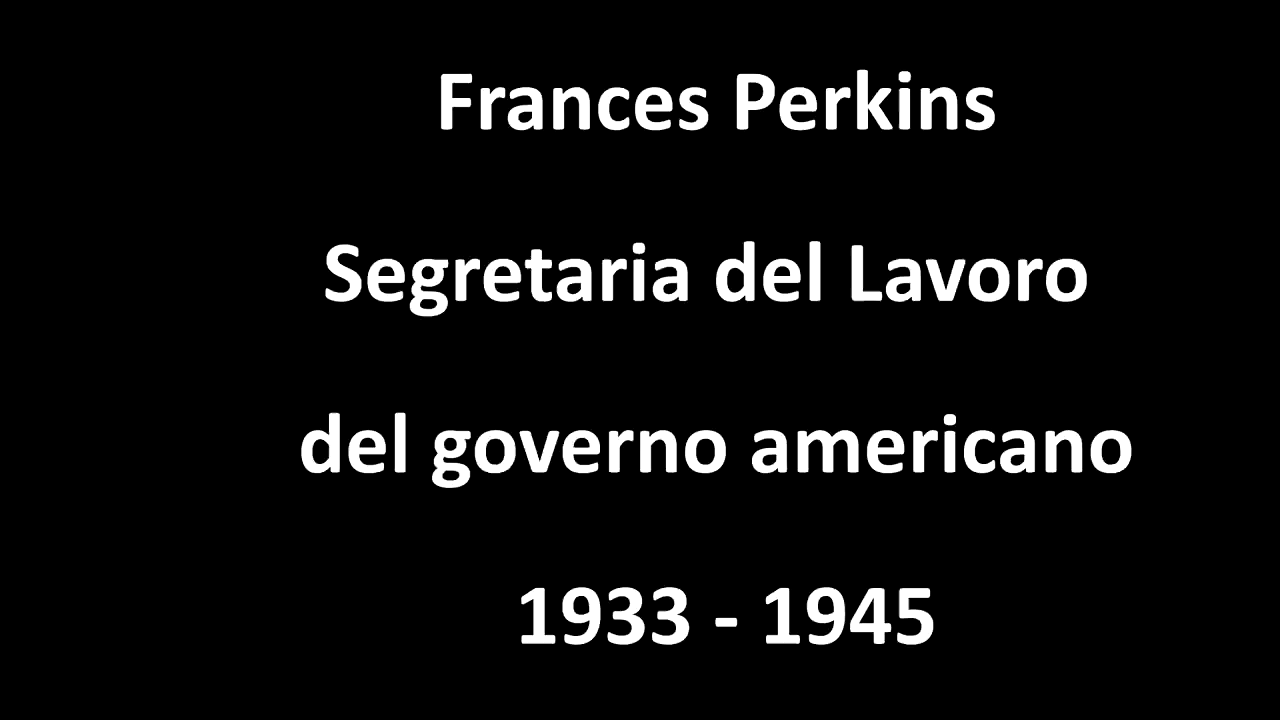 Frances Perkins
Segretaria del Lavoro
del governo americano
1933 - 1945